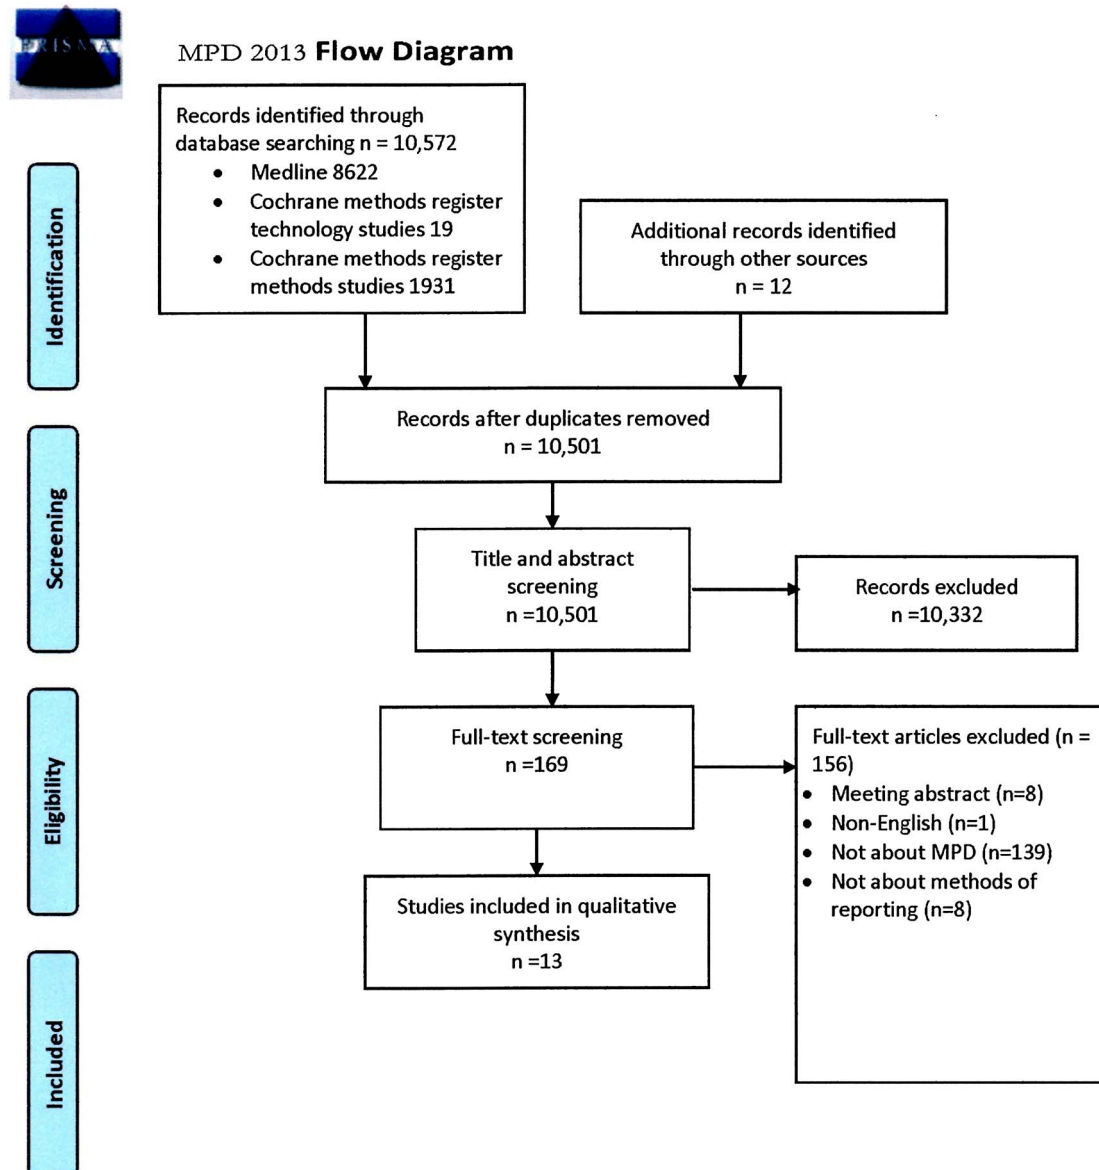 PRISMA
MPD 2013 Flow Diagram
Identification
Records identified through
database searching n = 10,572
• Medline 8622
• Cochrane methods register
technology studies 19
• Cochrane methods register
methods studies 1931
Additional records identified
through other sources
n = 12
Records after duplicates removed
n = 10,501
Screening
Title and abstract
screening
n =10,501
Records excluded
n =10,332
Eligibility
Full-text screening
n =169
Full-text articles excluded (n =
156)
• Meeting abstract (n=8)
• Non-English (n=1)
• Not about MPD (n=139)
• Not about methods of
reporting (n=8)
Studies included in qualitative
synthesis
n =13
Included